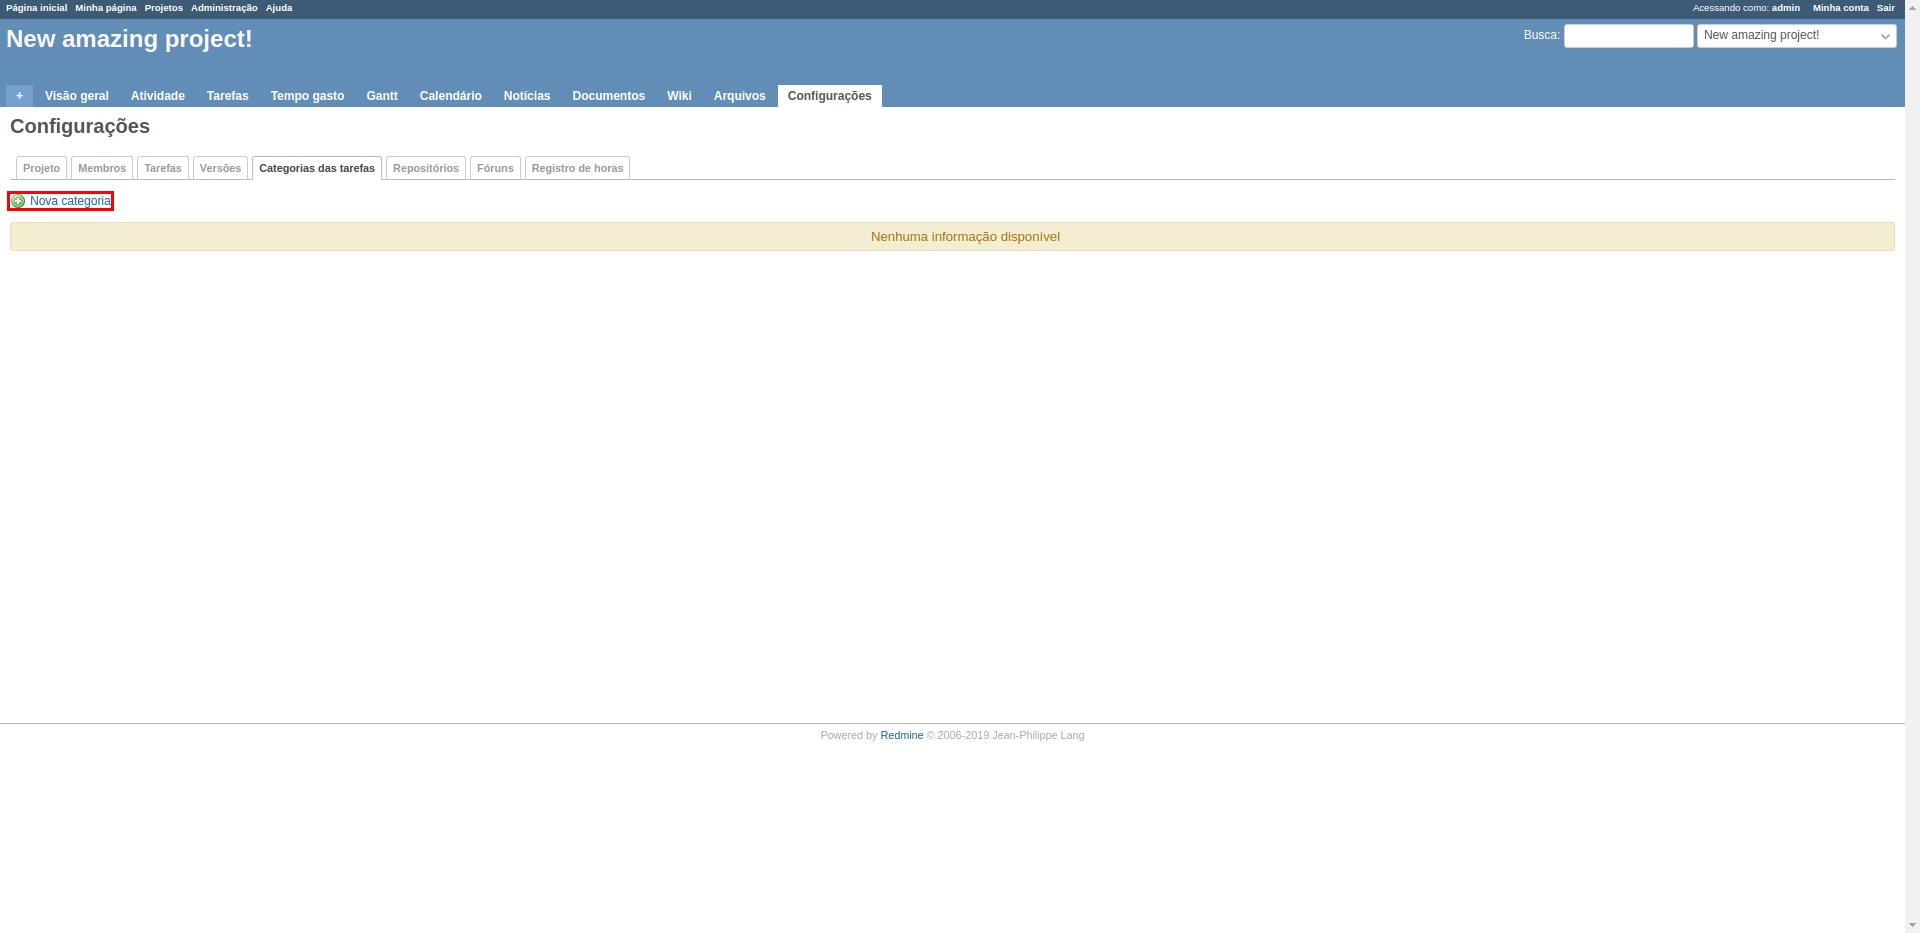 Página inicial Minha página Projetos Administração Ajuda Acessando como: admin Minha conta Sair
New amazing project! Busca: New amazing project!
+ Visão geral Atividade Tarefas Tempo gasto Gantt Calendário Notícias Documentos Wiki Arquivos Configurações
Configurações
Projeto Membros Tarefas Versões Categorias das tarefas Repositórios Fóruns Registro de horas
Nova categoria
Nenhuma informação disponível
Powered by Redmine © 2006-2019 Jean-Philippe Lang